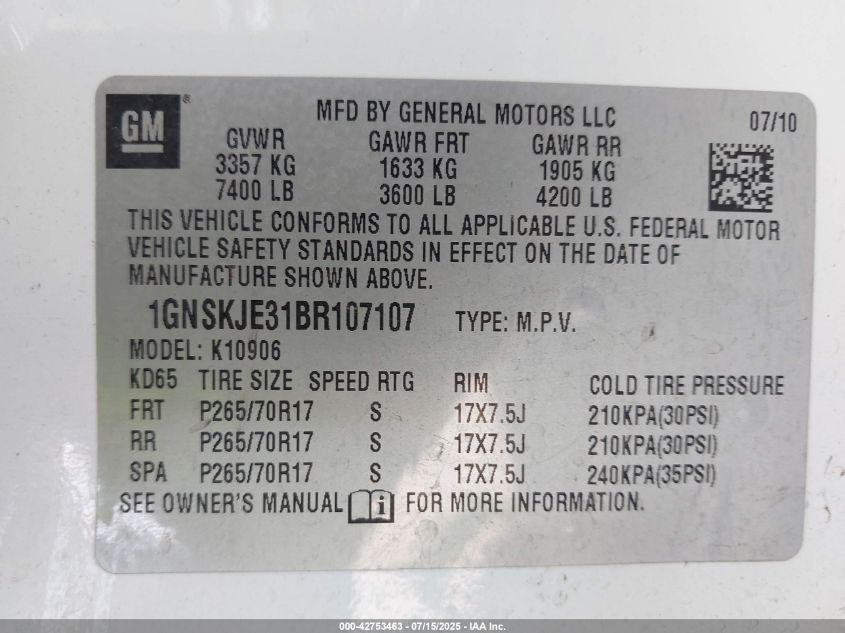 GM ®
MFD BY GENERAL MOTORS LLC
07/10
GVWR GAWR FRT GAWR RR
3357 KG 1633 KG 1905 KG
7400 LB 3600 LB 4200 LB
THIS VEHICLE CONFORMS TO ALL APPLICABLE U.S. FEDERAL MOTOR
VEHICLE SAFETY STANDARDS IN EFFECT ON THE DATE OF
MANUFACTURE SHOWN ABOVE.
1GNSKJE31BR107107 TYPE: M.P.V.
MODEL: K10906
KD65 TIRE SIZE SPEED RTG RIM COLD TIRE PRESSURE
FRT P265/70R17 S 17X7.5J 210KPA(30PSI)
RR P265/70R17 S 17X7.5J 210KPA(30PSI)
SPA P265/70R17 S 17X7.5J 240KPA(35PSI)
SEE OWNER'S MANUAL i FOR MORE INFORMATION.
000-42753463 - 07/15/2025 - IAA Inc.